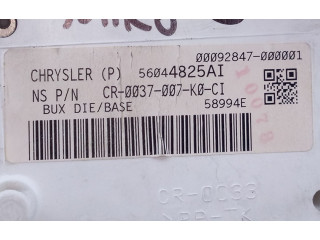 00092847-000001
CHRYSLER (P) 56044825AI
NS P/N CR-0037-007-K0-CI
BUX DIE/BASE 58994E
CR-0033